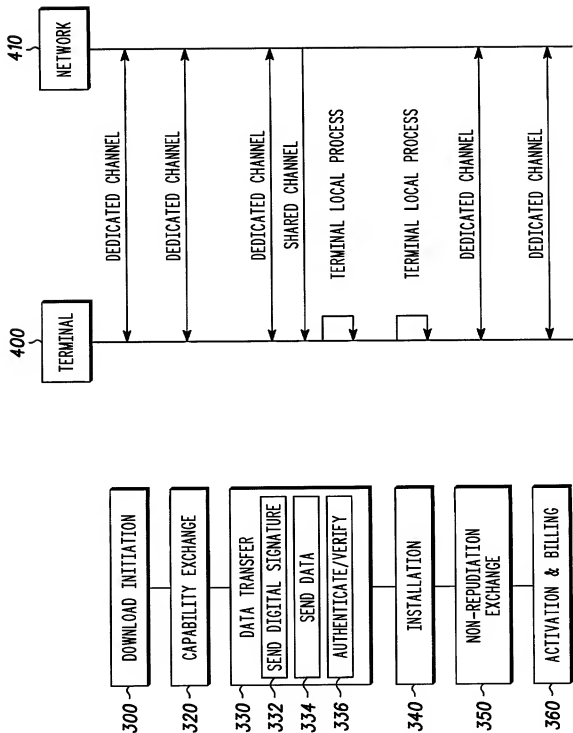 300
DOWNLOAD INITIATION
320
CAPABILITY EXCHANGE
330
DATA TRANSFER
332
SEND DIGITAL SIGNATURE
334
SEND DATA
336
AUTHENTICATE/VERIFY
340
INSTALLATION
350
NON-REPUDIATION
EXCHANGE
360
ACTIVATION & BILLING
400
TERMINAL
410
NETWORK
DEDICATED CHANNEL
DEDICATED CHANNEL
DEDICATED CHANNEL
SHARED CHANNEL
TERMINAL LOCAL PROCESS
TERMINAL LOCAL PROCESS
DEDICATED CHANNEL
DEDICATED CHANNEL